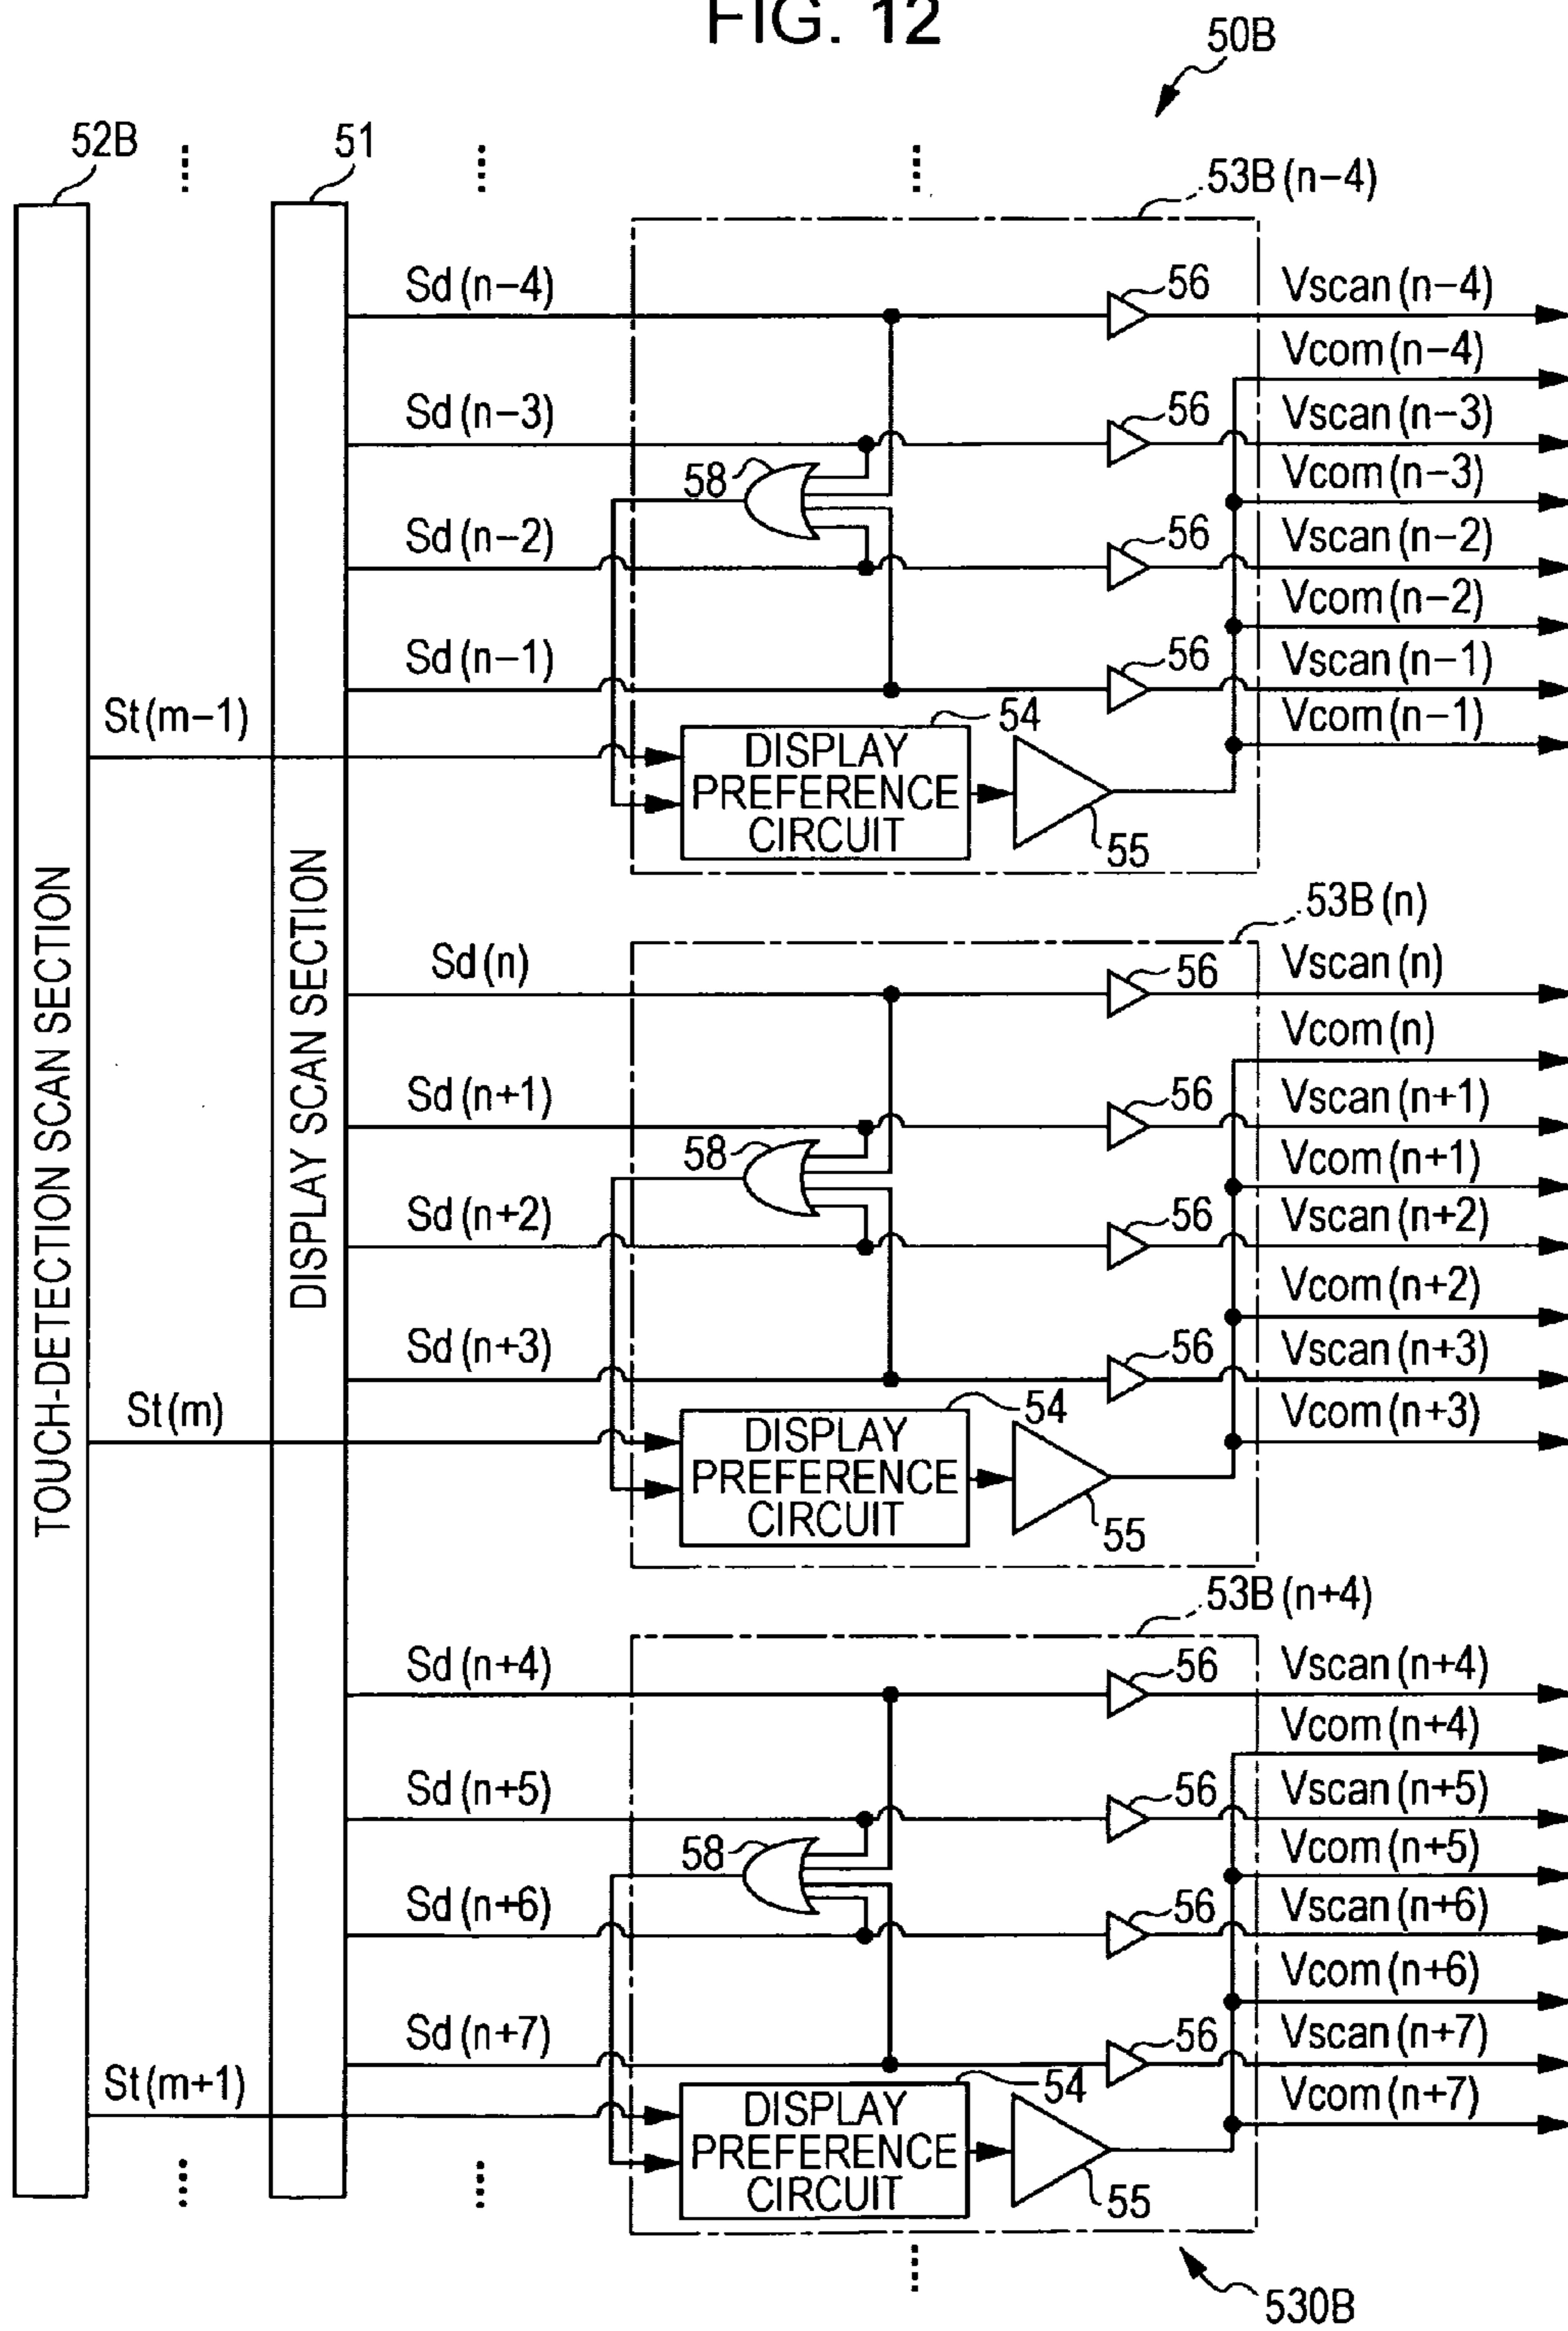 FIG. 12
50B
52B
51
53B(n-4)
Sd(n-4)
56
Vscan(n-4)
Vcom(n-4)
Sd(n-3)
56
Vscan(n-3)
58
Vcom(n-3)
Sd(n-2)
56
Vscan(n-2)
Vcom(n-2)
Sd(n-1)
56
Vscan(n-1)
St(m-1)
54
Vcom(n-1)
DISPLAY
PREFERENCE
CIRCUIT
55
TOUCH-DETECTION SCAN SECTION
DISPLAY SCAN SECTION
53B(n)
Sd(n)
56
Vscan(n)
Vcom(n)
Sd(n+1)
56
Vscan(n+1)
58
Vcom(n+1)
Sd(n+2)
56
Vscan(n+2)
Vcom(n+2)
Sd(n+3)
56
Vscan(n+3)
St(m)
54
Vcom(n+3)
DISPLAY
PREFERENCE
CIRCUIT
55
53B(n+4)
Sd(n+4)
56
Vscan(n+4)
Vcom(n+4)
Sd(n+5)
56
Vscan(n+5)
58
Vcom(n+5)
Sd(n+6)
56
Vscan(n+6)
Vcom(n+6)
Sd(n+7)
56
Vscan(n+7)
St(m+1)
54
Vcom(n+7)
DISPLAY
PREFERENCE
CIRCUIT
55
530B